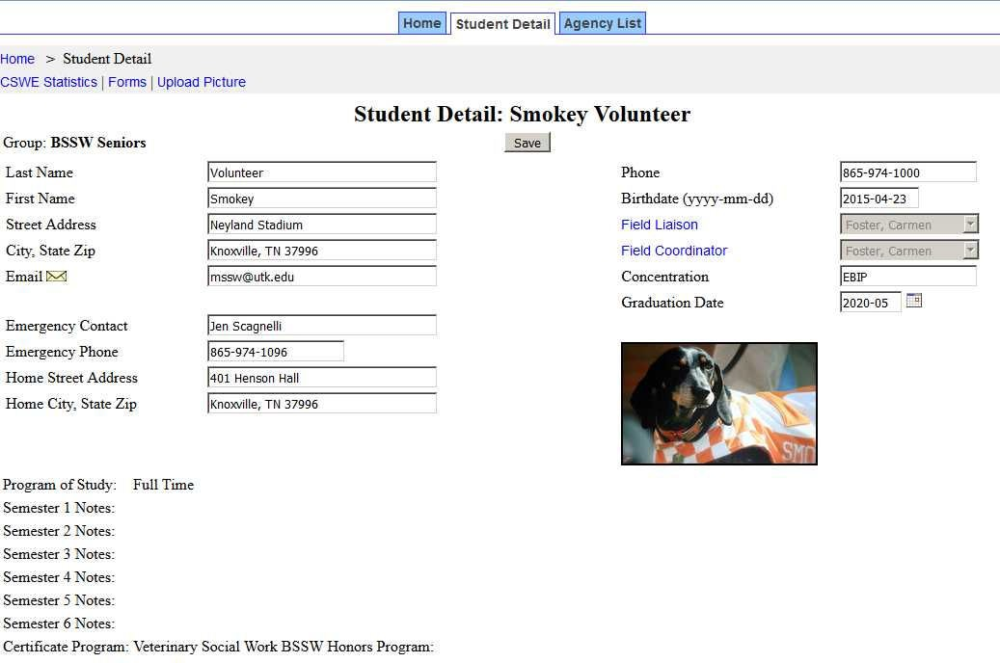 Home Student Detail Agency List
Home > Student Detail
CSWE Statistics | Forms | Upload Picture
Student Detail: Smokey Volunteer
Group: BSSW Seniors Save
Last Name Volunteer Phone 865-974-1000
First Name Smokey Birthdate (yyyy-mm-dd) 2015-04-23
Street Address Neyland Stadium Field Liaison Foster, Carmen
City, State Zip Knoxville, TN 37996 Field Coordinator Foster, Carmen
Email mssw@utk.edu Concentration EBIP
Graduation Date 2020-05
Emergency Contact Jen Scagnelli
Emergency Phone 865-974-1096
Home Street Address 401 Henson Hall
Home City, State Zip Knoxville, TN 37996
SMO
Program of Study: Full Time
Semester 1 Notes:
Semester 2 Notes:
Semester 3 Notes:
Semester 4 Notes:
Semester 5 Notes:
Semester 6 Notes:
Certificate Program: Veterinary Social Work BSSW Honors Program: